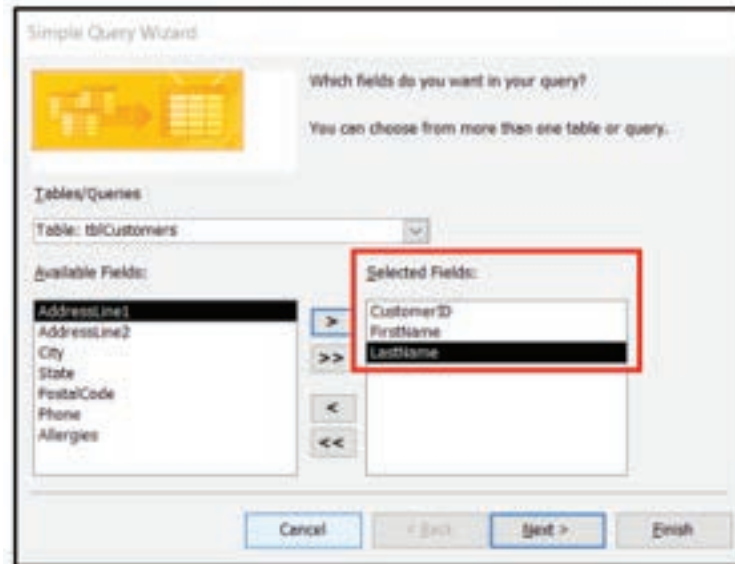 Simple Query Wizard
Which fields do you want in your query?
You can choose from more than one table or query.
Tables/Queries
Table: tblCustomers
Available Fields:
Selected Fields:
AddressLine1
AddressLine2
City
State
PostalCode
Phone
Allergies
>
>>
<
<<
CustomerID
FirstName
LastName
Cancel
< Back
Next >
Finish